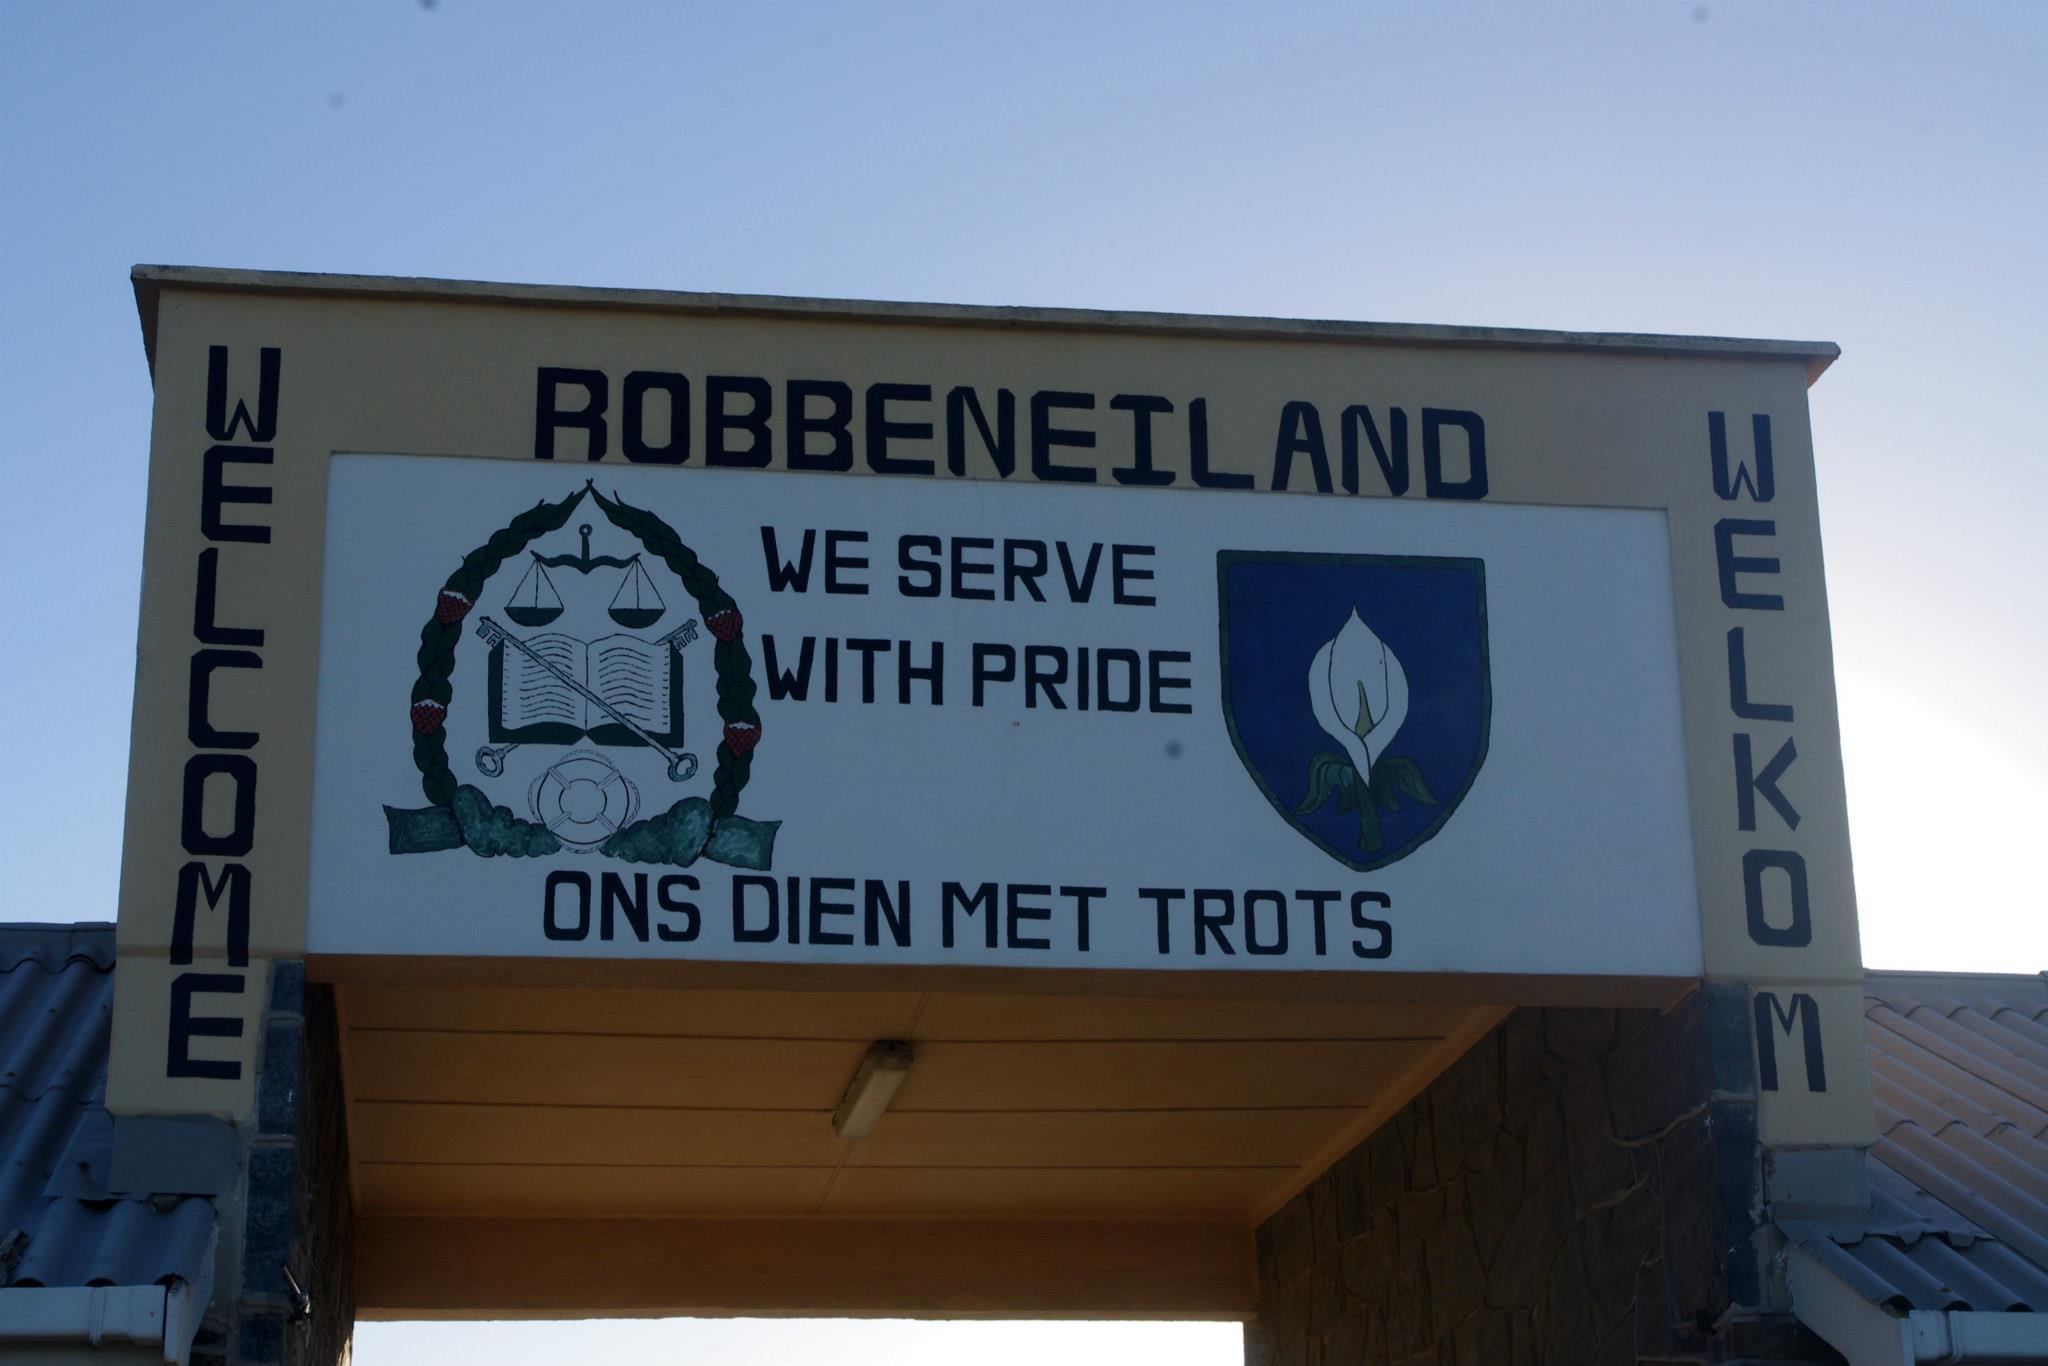 WELCOME
ROBBENEILAND
WE SERVE
WITH PRIDE
ONS DIEN MET TROTS
WELKOM